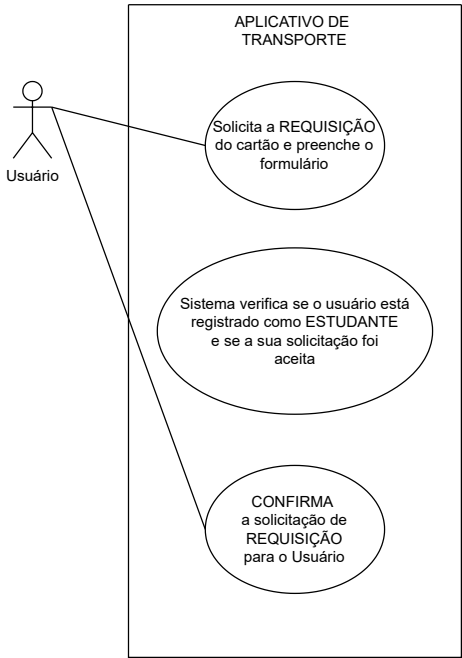 APLICATIVO DE
TRANSPORTE
Solicita a REQUISIÇÃO
do cartão e preenche o
formulário
Usuário
Sistema verifica se o usuário está
registrado como ESTUDANTE
e se a sua solicitação foi
aceita
CONFIRMA
a solicitação de
REQUISIÇÃO
para o Usuário